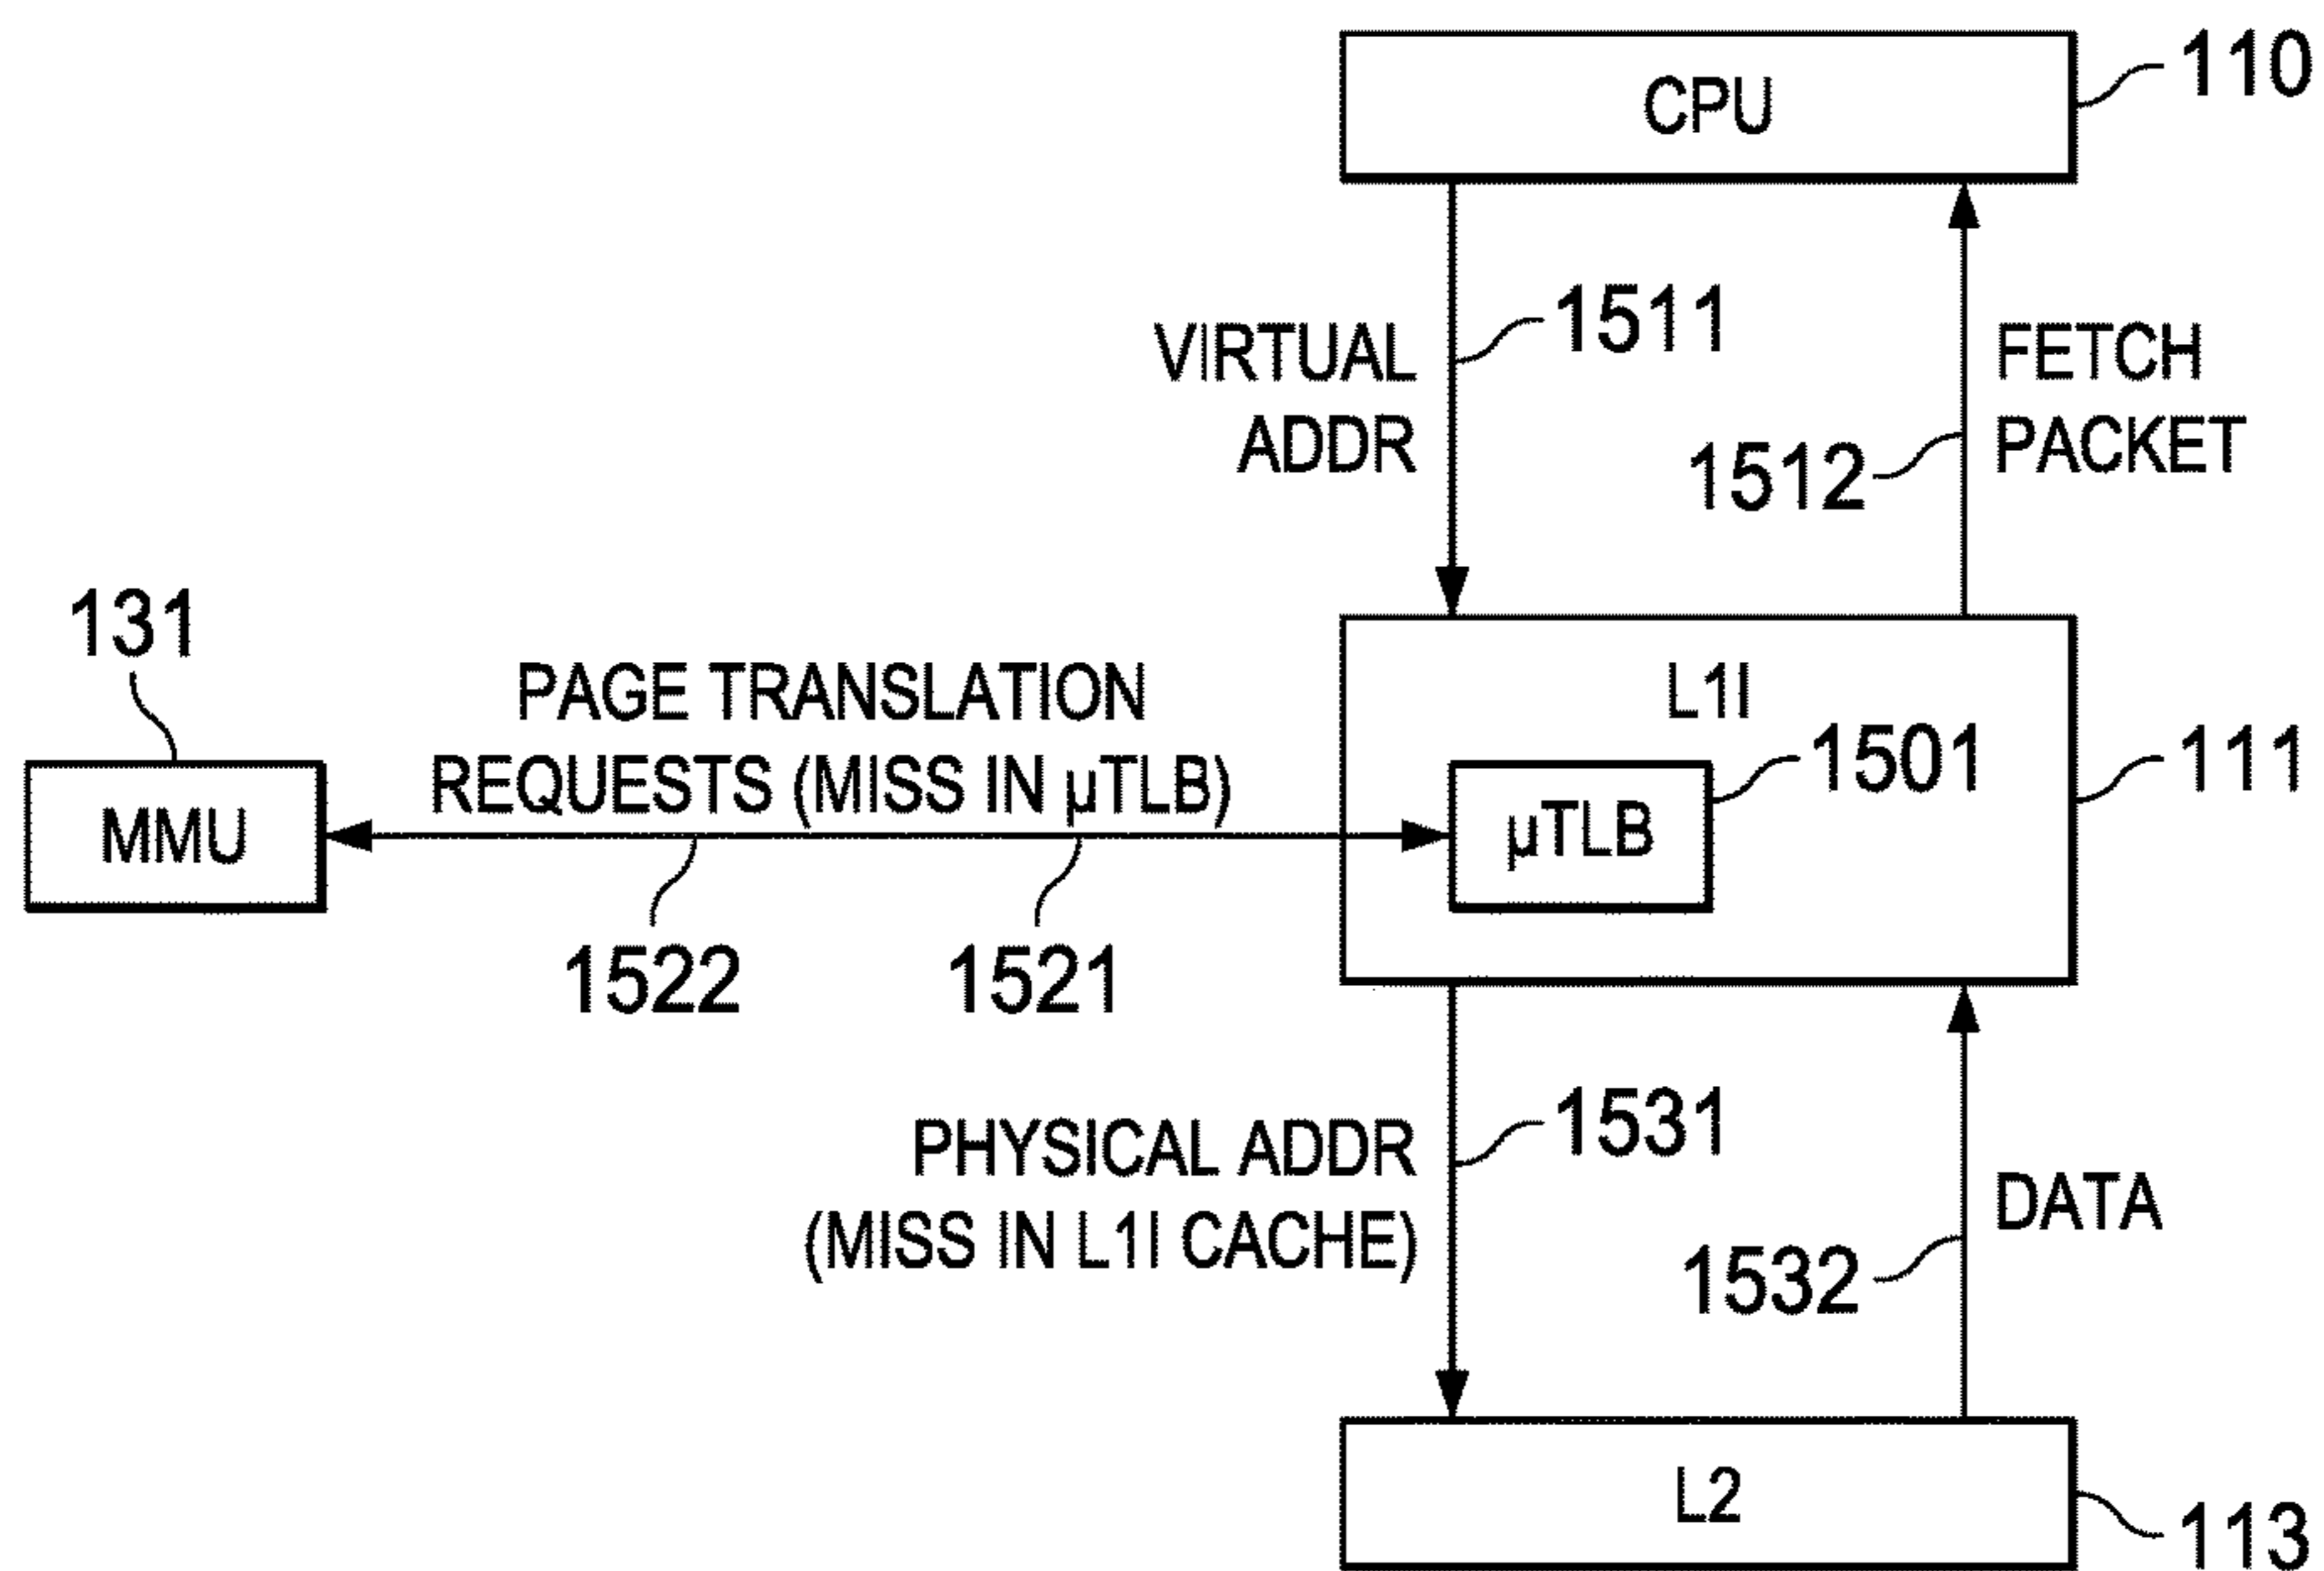 CPU
110
1511
VIRTUAL
ADDR
FETCH
PACKET
1512
131
PAGE TRANSLATION
REQUESTS (MISS IN µTLB)
L1I
1501
111
MMU
µTLB
1522
1521
1531
PHYSICAL ADDR
(MISS IN L1I CACHE)
DATA
1532
L2
113